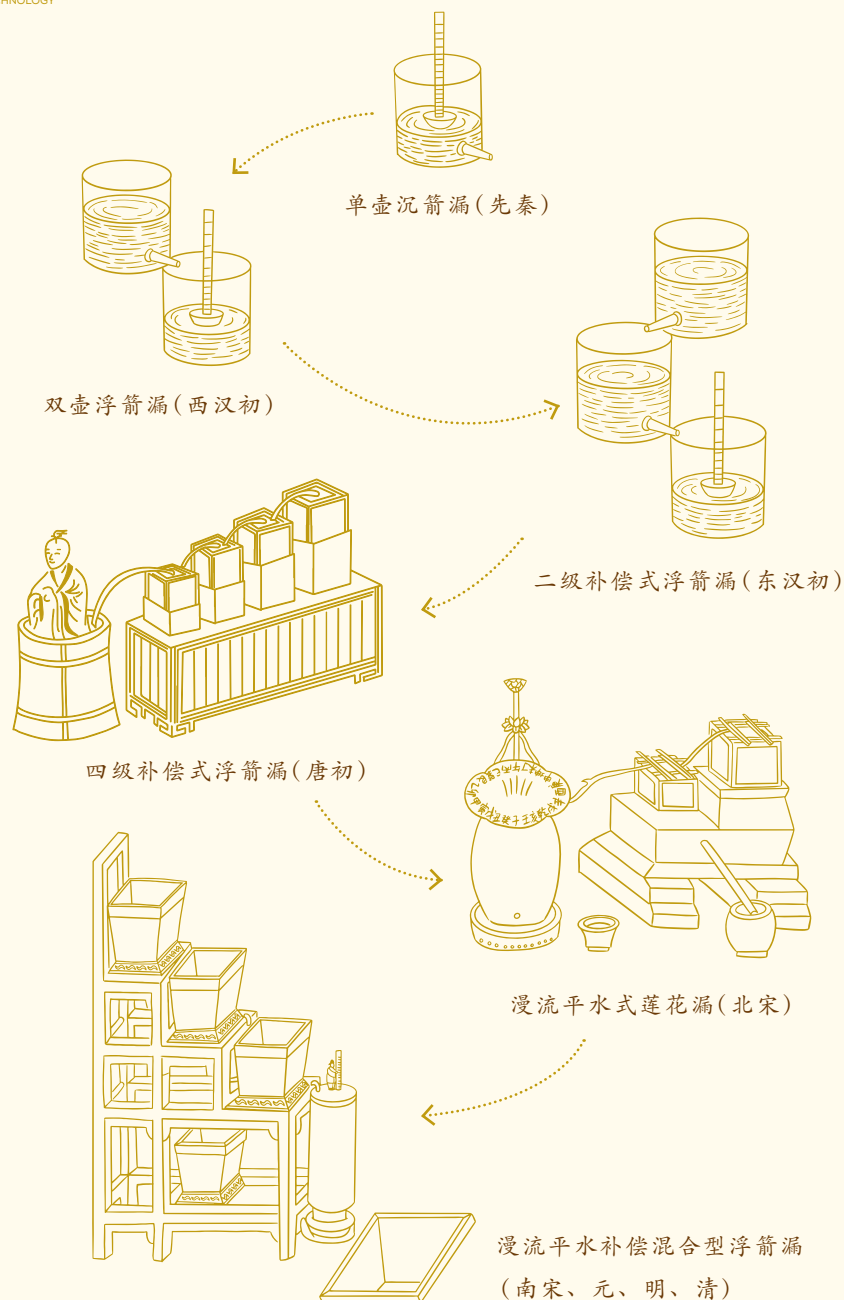 单壶沉箭漏(先秦)
双壶浮箭漏(西汉初)
二级补偿式浮箭漏(东汉初)
四级补偿式浮箭漏(唐初)
漫流平水式莲花漏(北宋)
漫流平水补偿混合型浮箭漏
(南宋、元、明、清)